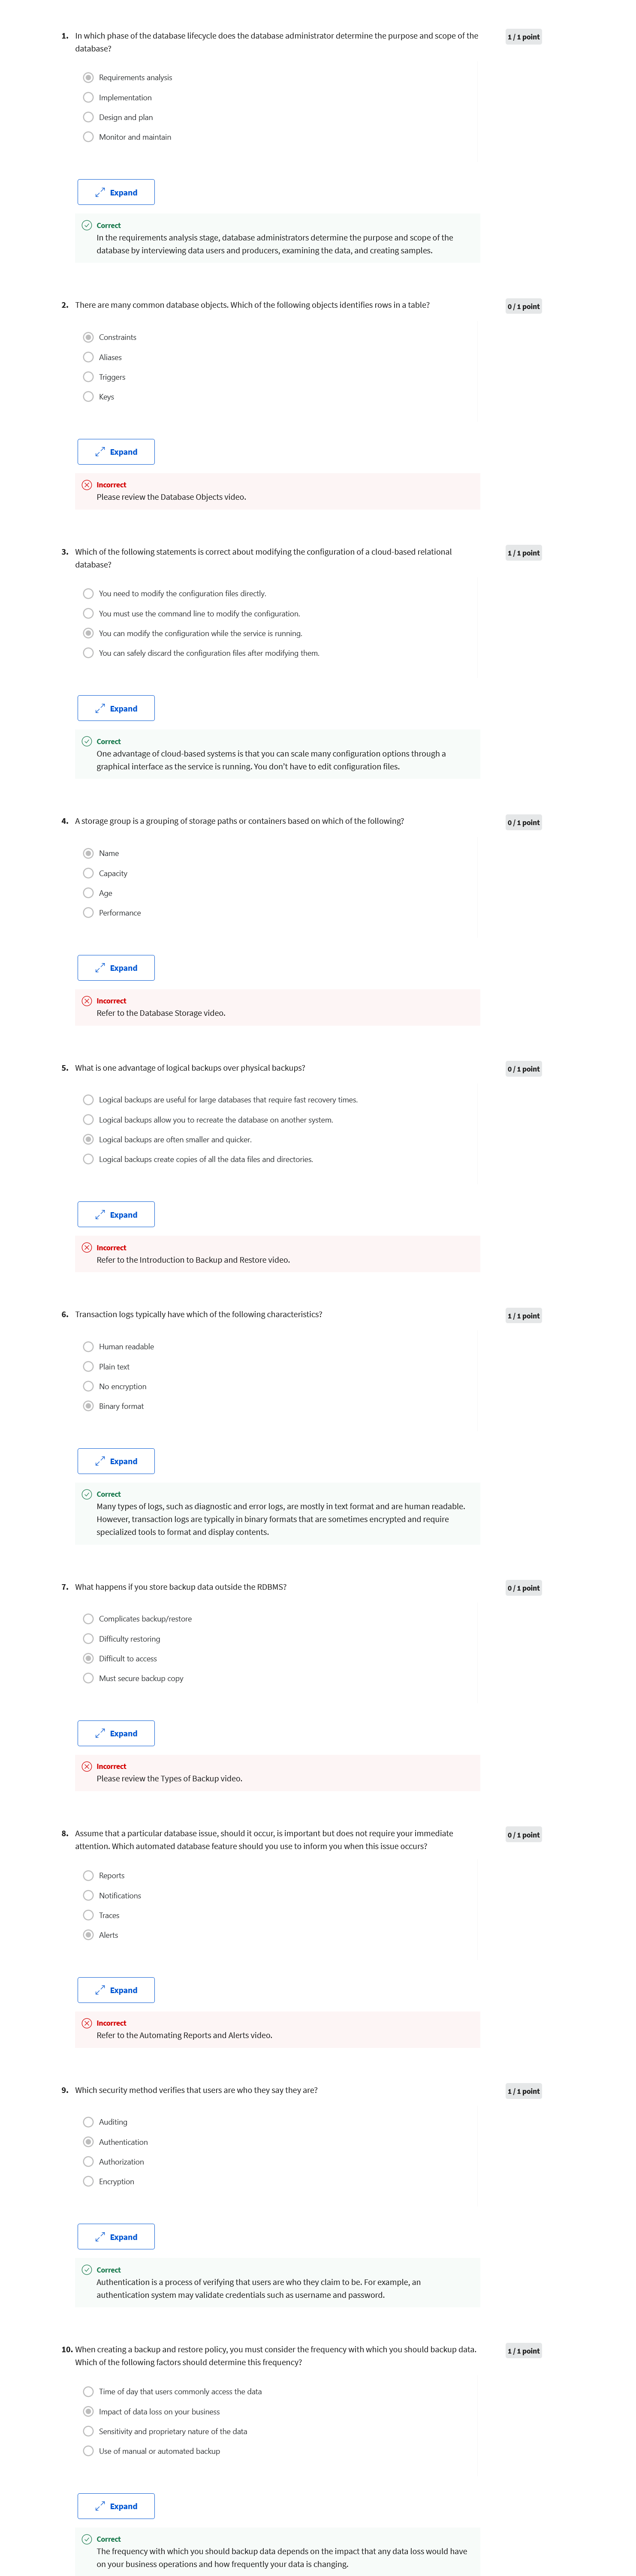 1. In which phase of the database lifecycle does the database administrator determine the purpose and scope of the
database?
1 / 1 point
Requirements analysis
Implementation
Design and plan
Monitor and maintain
Expand
Correct
In the requirements analysis stage, database administrators determine the purpose and scope of the
database by interviewing data users and producers, examining the data, and creating samples.
2. There are many common database objects. Which of the following objects identifies rows in a table?
0 / 1 point
Constraints
Aliases
Triggers
Keys
Expand
Incorrect
Please review the Database Objects video.
3. Which of the following statements is correct about modifying the configuration of a cloud-based relational
database?
1 / 1 point
You need to modify the configuration files directly.
You must use the command line to modify the configuration.
You can modify the configuration while the service is running.
You can safely discard the configuration files after modifying them.
Expand
Correct
One advantage of cloud-based systems is that you can scale many configuration options through a
graphical interface as the service is running. You don't have to edit configuration files.
4. A storage group is a grouping of storage paths or containers based on which of the following?
0 / 1 point
Name
Capacity
Age
Performance
Expand
Incorrect
Refer to the Database Storage video.
5. What is one advantage of logical backups over physical backups?
0 / 1 point
Logical backups are useful for large databases that require fast recovery times.
Logical backups allow you to recreate the database on another system.
Logical backups are often smaller and quicker.
Logical backups create copies of all the data files and directories.
Expand
Incorrect
Refer to the Introduction to Backup and Restore video.
6. Transaction logs typically have which of the following characteristics?
1 / 1 point
Human readable
Plain text
No encryption
Binary format
Expand
Correct
Many types of logs, such as diagnostic and error logs, are mostly in text format and are human readable.
However, transaction logs are typically in binary formats that are sometimes encrypted and require
specialized tools to format and display contents.
7. What happens if you store backup data outside the RDBMS?
0 / 1 point
Complicates backup/restore
Difficulty restoring
Difficult to access
Must secure backup copy
Expand
Incorrect
Please review the Types of Backup video.
8. Assume that a particular database issue, should it occur, is important but does not require your immediate
attention. Which automated database feature should you use to inform you when this issue occurs?
0 / 1 point
Reports
Notifications
Traces
Alerts
Expand
Incorrect
Refer to the Automating Reports and Alerts video.
9. Which security method verifies that users are who they say they are?
1 / 1 point
Auditing
Authentication
Authorization
Encryption
Expand
Correct
Authentication is a process of verifying that users are who they claim to be. For example, an
authentication system may validate credentials such as username and password.
10. When creating a backup and restore policy, you must consider the frequency with which you should backup data.
Which of the following factors should determine this frequency?
1 / 1 point
Time of day that users commonly access the data
Impact of data loss on your business
Sensitivity and proprietary nature of the data
Use of manual or automated backup
Expand
Correct
The frequency with which you should backup data depends on the impact that any data loss would have
on your business operations and how frequently your data is changing.